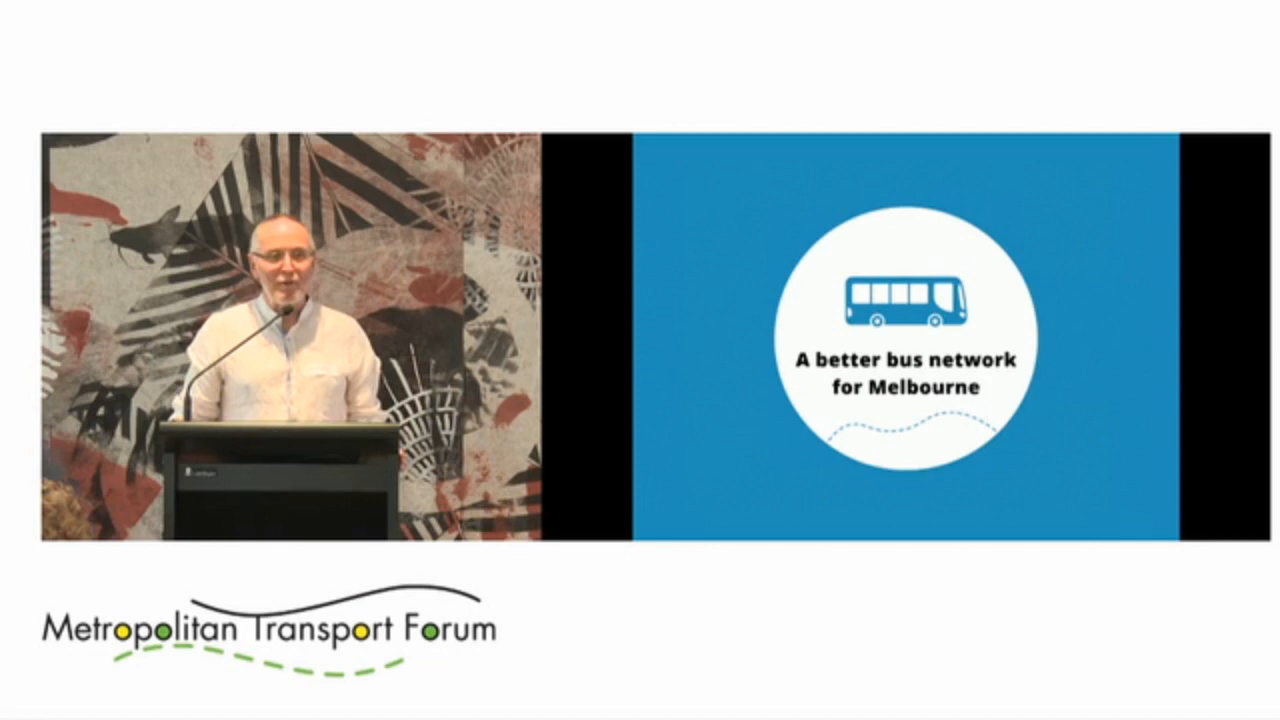 A better bus network
for Melbourne
Metropolitan Transport Forum